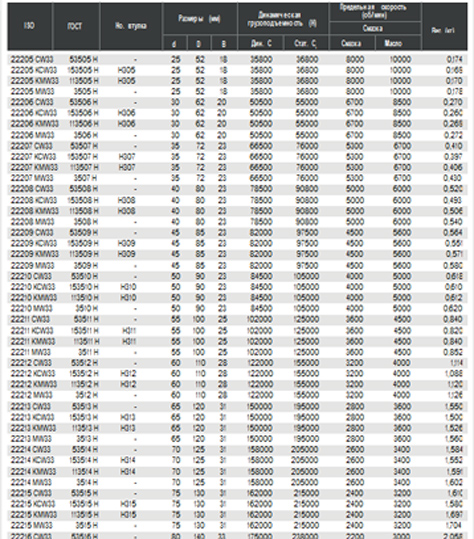 ISO ГОСТ Но. втулка Размеры (мм) Динамическая грузоподъемность (Н) Предельная скорость (об/мин) Вес (кг)
Смазка
d D B Дин. C Стат. C Смазка Масло
22205 CW33 53505 H - 25 52 18 35800 36800 8000 10000 0,174
22205 KCW33 153505 H H305 25 52 18 35800 36800 8000 10000 0,169
22205 KMW33 113505 H H305 25 52 18 35800 36800 8000 10000 0,170
22205 MW33 3505 H - 25 52 18 35800 36800 8000 10000 0,178
22206 CW33 53506 H - 30 62 20 50500 55000 6700 8500 0,270
22206 KCW33 153506 H H306 30 62 20 50500 55000 6700 8500 0,260
22206 KMW33 113506 H H306 30 62 20 50500 55000 6700 8500 0,268
22206 MW33 3506 H - 30 62 20 50500 55000 6700 8500 0,272
22207 CW33 53507 H - 35 72 23 66500 76000 5300 6700 0,410
22207 KCW33 153507 H H307 35 72 23 66500 76000 5300 6700 0,397
22207 KMW33 113507 H H307 35 72 23 66500 76000 5300 6700 0,406
22207 MW33 3507 H - 35 72 23 66500 76000 5300 6700 0,430
22208 CW33 53508 H - 40 80 23 78500 90800 5000 6000 0,520
22208 KCW33 153508 H H308 40 80 23 78500 90800 5000 6000 0,493
22208 KMW33 113508 H H308 40 80 23 78500 90800 5000 6000 0,506
22208 MW33 3508 H - 40 80 23 78500 90800 5000 6000 0,540
22209 CW33 53509 H - 45 85 23 82000 97500 4500 5600 0,564
22209 KCW33 153509 H H309 45 85 23 82000 97500 4500 5600 0,551
22209 KMW33 113509 H H309 45 85 23 82000 97500 4500 5600 0,571
22209 MW33 3509 H - 45 85 23 82000 97500 4500 5600 0,580
22210 CW33 53510 H - 50 90 23 84500 105000 4000 5000 0,618
22210 KCW33 153510 H H310 50 90 23 84500 105000 4000 5000 0,610
22210 KMW33 113510 H H310 50 90 23 84500 105000 4000 5000 0,612
22210 MW33 3510 H - 50 90 23 84500 105000 4000 5000 0,620
22211 CW33 53511 H - 55 100 25 102000 125000 3600 4500 0,840
22211 KCW33 153511 H H311 55 100 25 102000 125000 3600 4500 0,820
22211 KMW33 113511 H H311 55 100 25 102000 125000 3600 4500 0,840
22211 MW33 3511 H - 55 100 25 102000 125000 3600 4500 0,852
22212 CW33 53512 H - 60 110 28 122000 155000 3200 4000 1,114
22212 KCW33 153512 H H312 60 110 28 122000 155000 3200 4000 1,088
22212 KMW33 113512 H H312 60 110 28 122000 155000 3200 4000 1,120
22212 MW33 3512 H - 60 110 28 122000 155000 3200 4000 1,126
22213 CW33 53513 H - 65 120 31 150000 195000 2800 3600 1,550
22213 KCW33 153513 H H313 65 120 31 150000 195000 2800 3600 1,500
22213 KMW33 113513 H H313 65 120 31 150000 195000 2800 3600 1,526
22213 MW33 3513 H - 65 120 31 150000 195000 2800 3600 1,560
22214 CW33 53514 H - 70 125 31 158000 205000 2600 3400 1,584
22214 KCW33 153514 H H314 70 125 31 158000 205000 2600 3400 1,552
22214 KMW33 113514 H H314 70 125 31 158000 205000 2600 3400 1,591
22214 MW33 3514 H - 70 125 31 158000 205000 2600 3400 1,602
22215 CW33 53515 H - 75 130 31 162000 215000 2400 3200 1,610
22215 KCW33 153515 H H315 75 130 31 162000 215000 2400 3200 1,580
22215 KMW33 113515 H H315 75 130 31 162000 215000 2400 3200 1,697
22215 MW33 3515 H - 75 130 31 162000 215000 2400 3200 1,704
22216 CW33 53516 H - 80 140 33 175000 238000 2200 3000 2,058